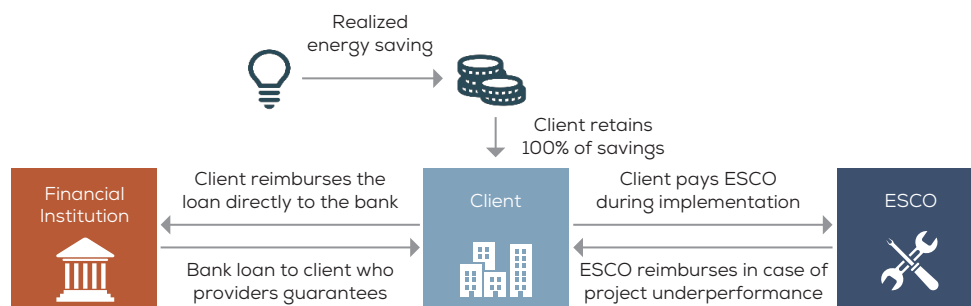 Realized
energy saving
Client retains
100% of savings
Financial
Institution
Client reimburses the
loan directly to the bank
Client
Client pays ESCO
during implementation
ESCO
Bank loan to client who
providers guarantees
ESCO reimburses in case of
project underperformance